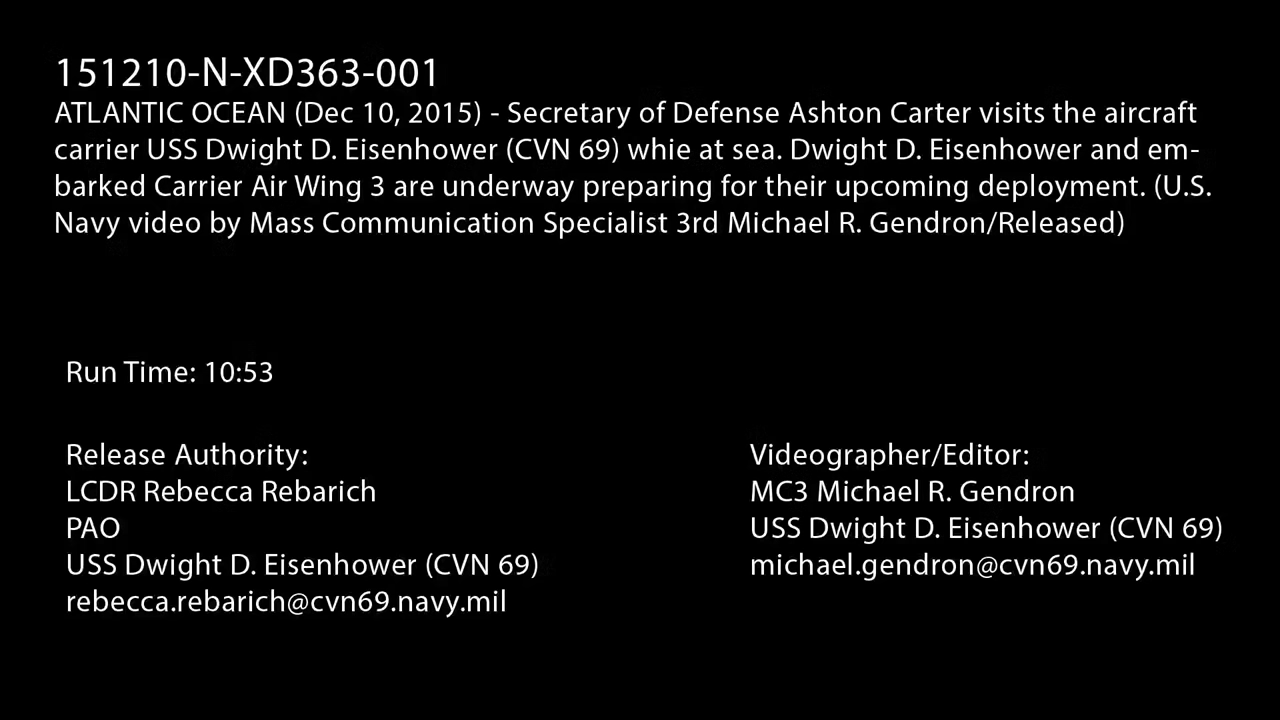 151210-N-XD363-001
ATLANTIC OCEAN (Dec 10, 2015) - Secretary of Defense Ashton Carter visits the aircraft
carrier USS Dwight D. Eisenhower (CVN 69) whie at sea. Dwight D. Eisenhower and em-
barked Carrier Air Wing 3 are underway preparing for their upcoming deployment. (U.S.
Navy video by Mass Communication Specialist 3rd Michael R. Gendron/Released)
Run Time: 10:53
Release Authority:
LCDR Rebecca Rebarich
PAO
USS Dwight D. Eisenhower (CVN 69)
rebecca.rebarich@cvn69.navy.mil
Videographer/Editor:
MC3 Michael R. Gendron
USS Dwight D. Eisenhower (CVN 69)
michael.gendron@cvn69.navy.mil